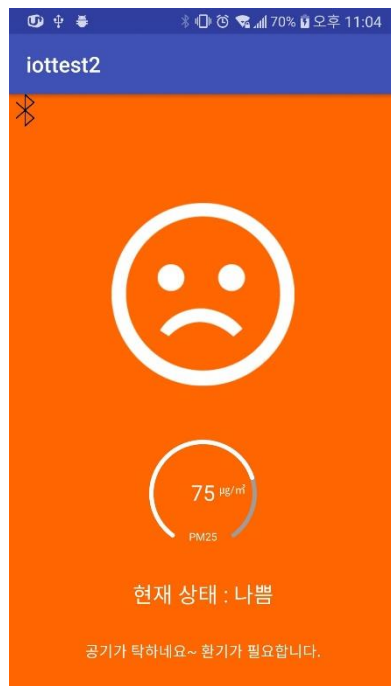 70% 오후 11:04
iottest2
75 μg/㎥
PM25
현재 상태 : 나쁨
공기가 탁하네요~ 환기가 필요합니다.